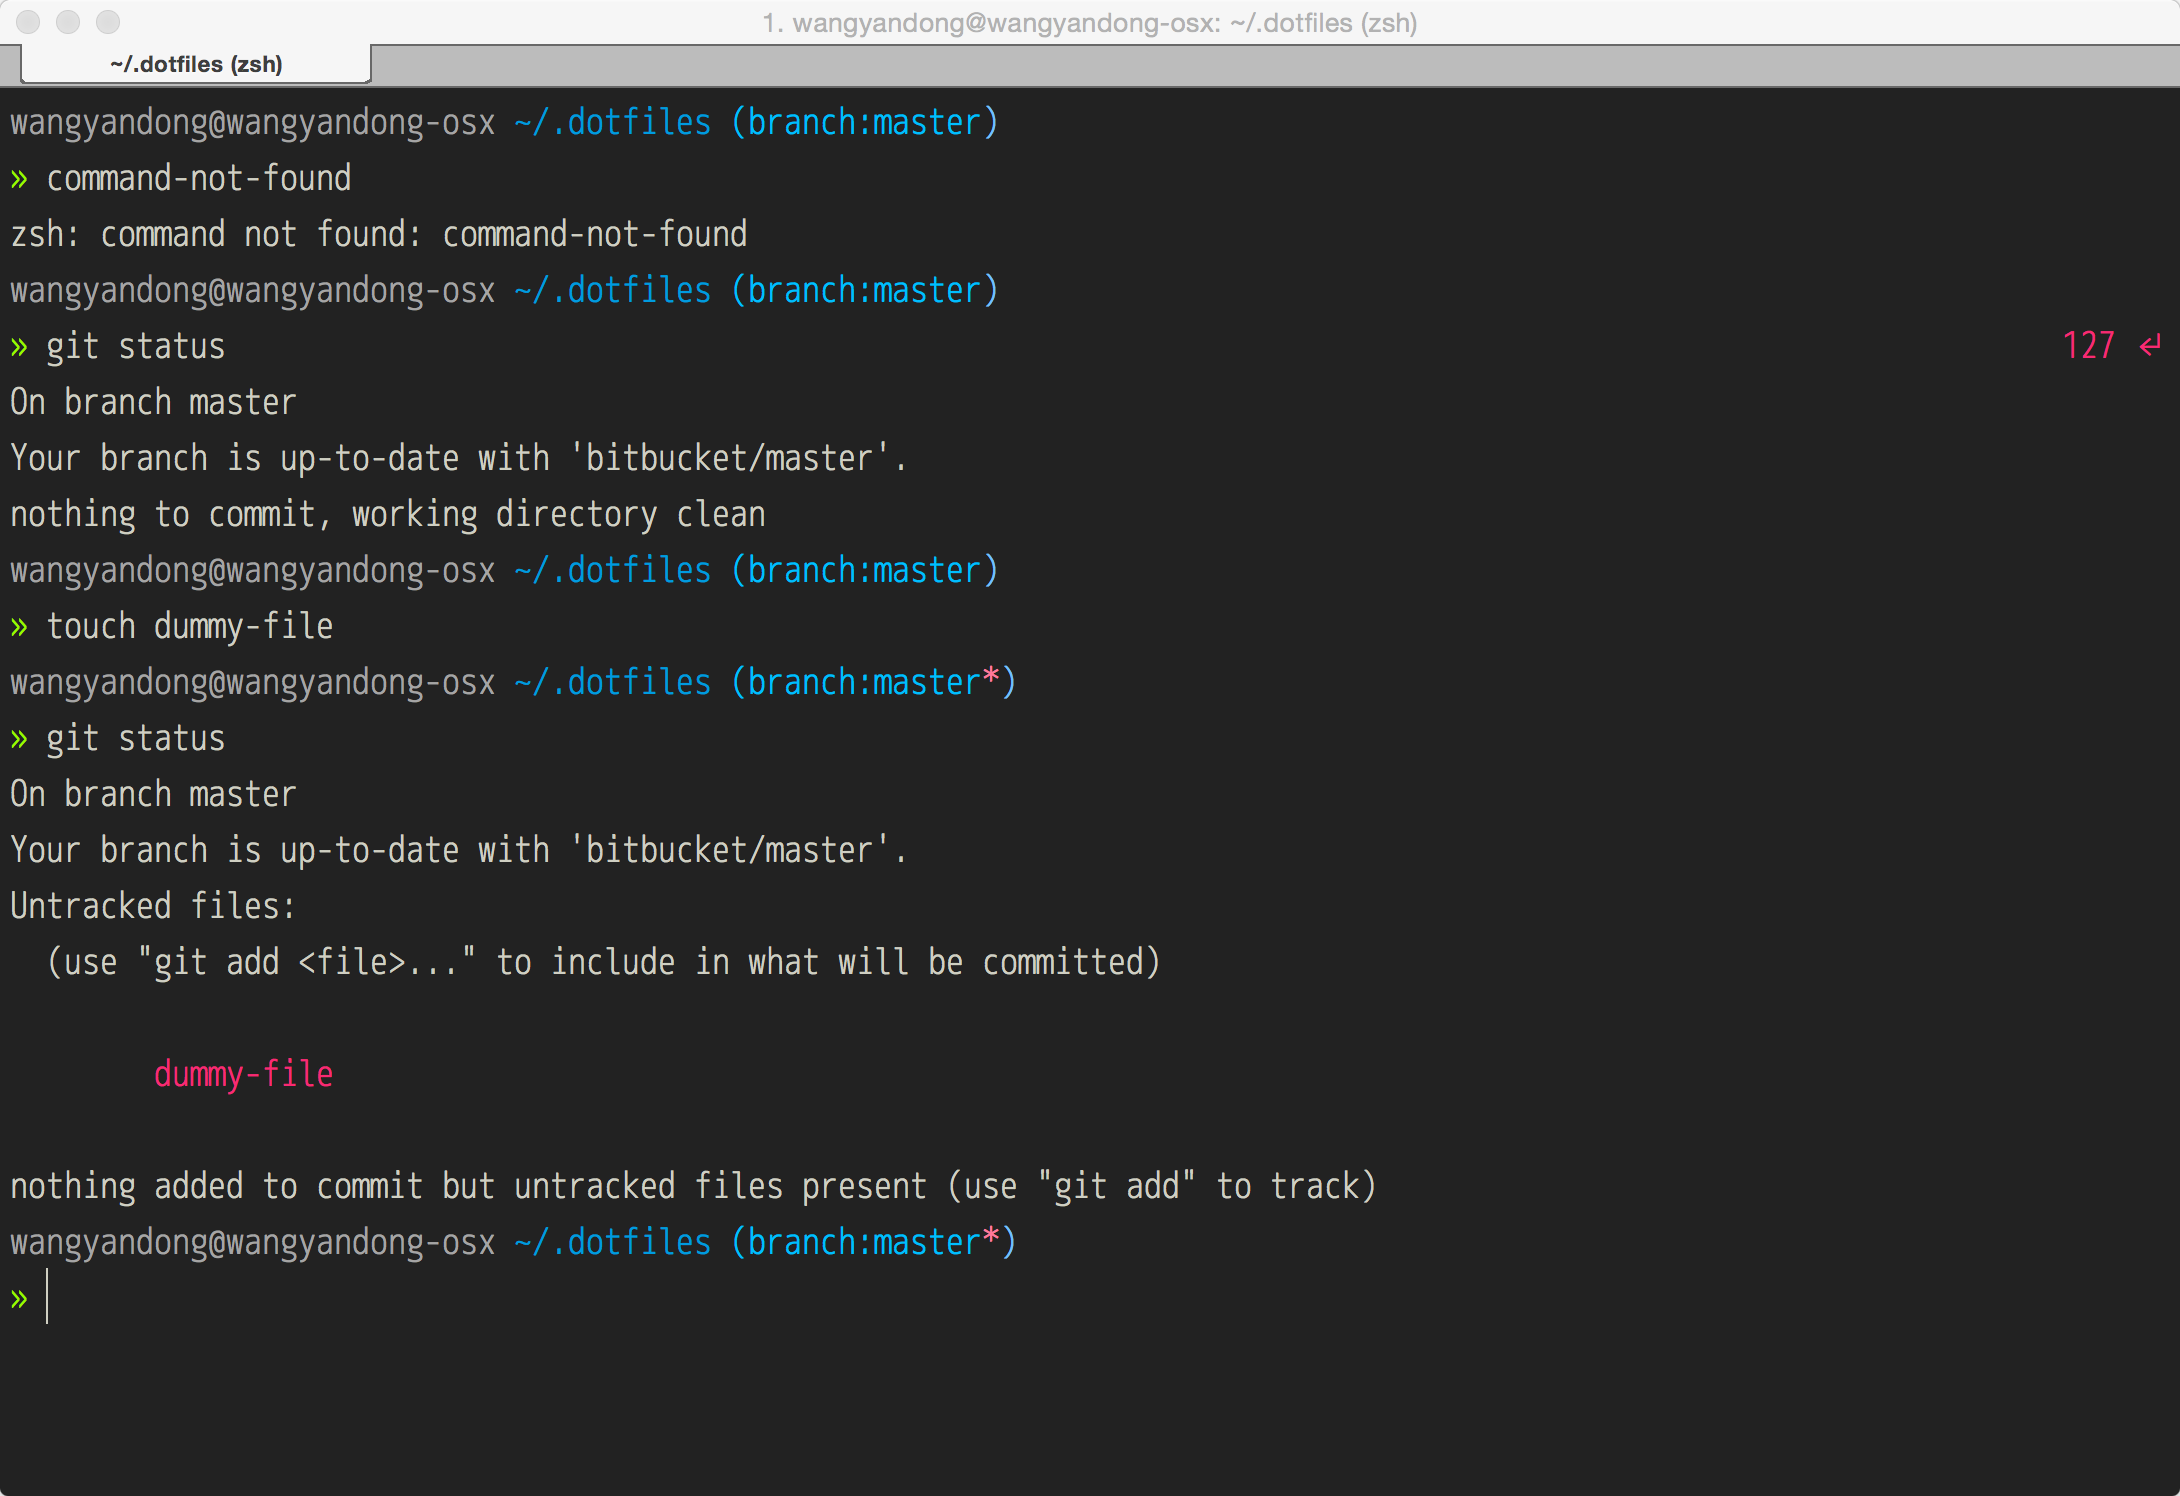 1. wangyandong@wangyandong-osx: ~/.dotfiles (zsh)
~/.dotfiles (zsh)
wangyandong@wangyandong-osx ~/.dotfiles (branch:master)
» command-not-found
zsh: command not found: command-not-found
wangyandong@wangyandong-osx ~/.dotfiles (branch:master)
» git status 127 ↵
On branch master
Your branch is up-to-date with 'bitbucket/master'.
nothing to commit, working directory clean
wangyandong@wangyandong-osx ~/.dotfiles (branch:master)
» touch dummy-file
wangyandong@wangyandong-osx ~/.dotfiles (branch:master*)
» git status
On branch master
Your branch is up-to-date with 'bitbucket/master'.
Untracked files:
  (use "git add <file>..." to include in what will be committed)
        dummy-file
nothing added to commit but untracked files present (use "git add" to track)
wangyandong@wangyandong-osx ~/.dotfiles (branch:master*)
»